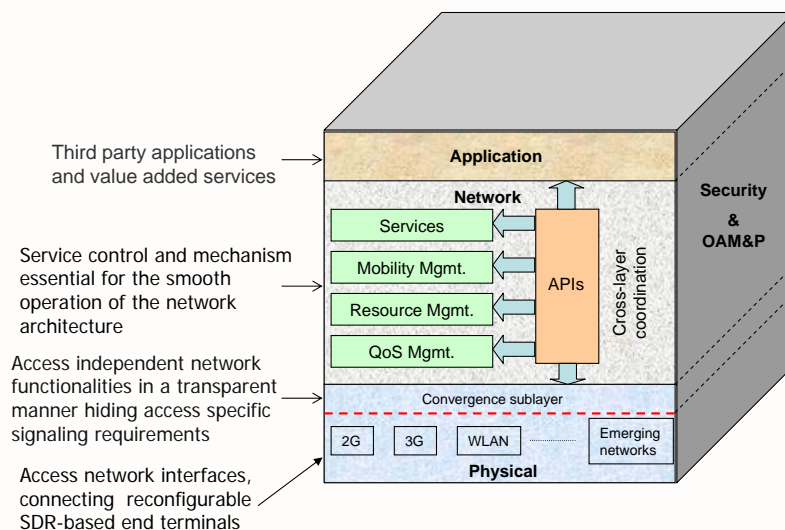 Third party applications
and value added services
Service control and mechanism
essential for the smooth
operation of the network
architecture
Access independent network
functionalities in a transparent
manner hiding access specific
signaling requirements
Access network interfaces,
connecting reconfigurable
SDR-based end terminals
Application
Network
Services
Mobility Mgmt.
Resource Mgmt.
QoS Mgmt.
APIs
Cross-layer
coordination
Convergence sublayer
2G
3G
WLAN
Emerging
networks
Physical
Security
&
OAM&P